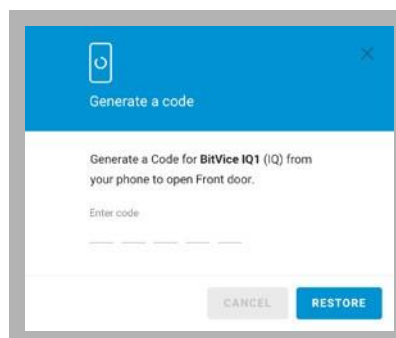 Generate a code
Generate a Code for BitVice IQ1 (IQ) from
your phone to open Front door.
Enter code
CANCEL RESTORE